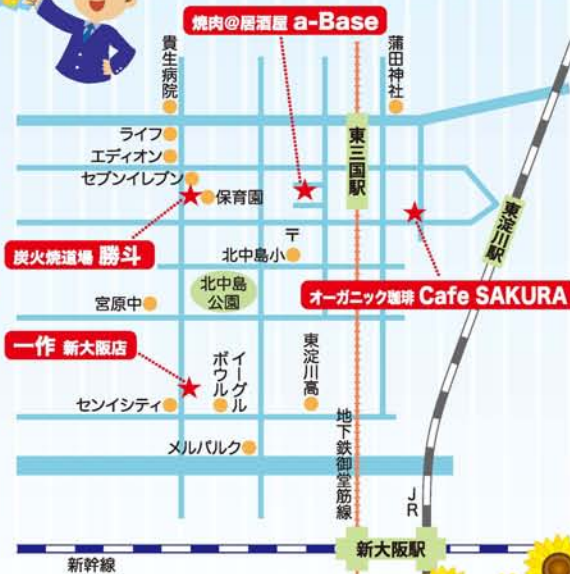 焼肉@居酒屋 a-Base
貴生病院
蒲田神社
ライフ
エディオン
セブンイレブン
保育園
東三国駅
東淀川駅
炭火焼道場 勝斗
〒
北中島小
北中島
公園
オーガニック珈琲 Cafe SAKURA
宮原中
一作 新大阪店
イーグル
ボウル
東淀川高
センイシティ
メルパルク
地下鉄御堂筋線
JR
新大阪駅
新幹線